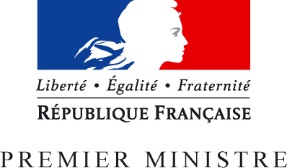 Liberté • Égalité • Fraternité
RÉPUBLIQUE FRANÇAISE
PREMIER MINISTRE